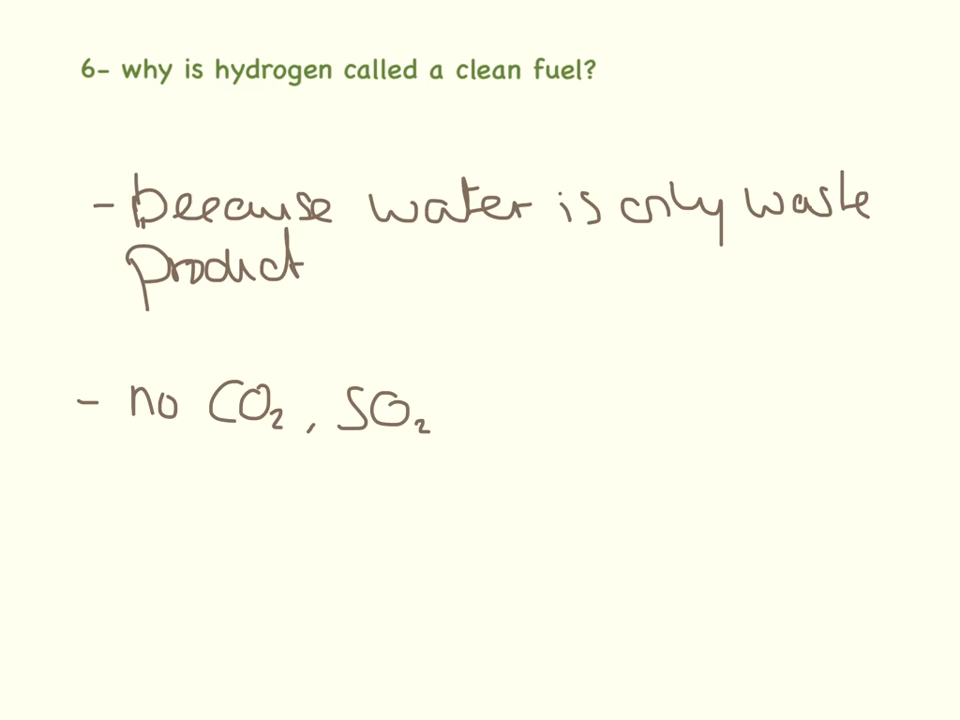 6- why is hydrogen called a clean fuel?
- because water is only waste
product
- no CO₂, SO₂